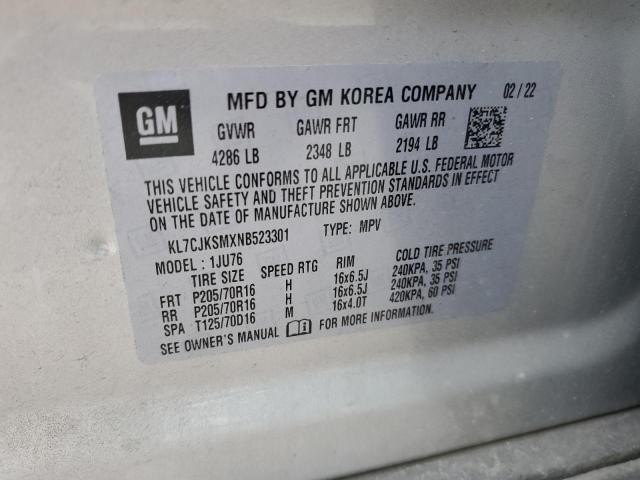 GM MFD BY GM KOREA COMPANY 02 / 22
GVWR GAWR FRT GAWR RR
4286 LB 2348 LB 2194 LB
THIS VEHICLE CONFORMS TO ALL APPLICABLE U.S. FEDERAL MOTOR
VEHICLE SAFETY AND THEFT PREVENTION STANDARDS IN EFFECT
ON THE DATE OF MANUFACTURE SHOWN ABOVE.
KL7CJKSMXNB523301 TYPE: MPV
MODEL : 1JU76
TIRE SIZE SPEED RTG RIM COLD TIRE PRESSURE
FRT P205/70R16 H 16x6.5J 240KPA, 35 PSI
RR P205/70R16 H 16x6.5J 240KPA, 35 PSI
SPA T125/70D16 M 16x4.0T 420KPA, 60 PSI
SEE OWNER'S MANUAL FOR MORE INFORMATION.